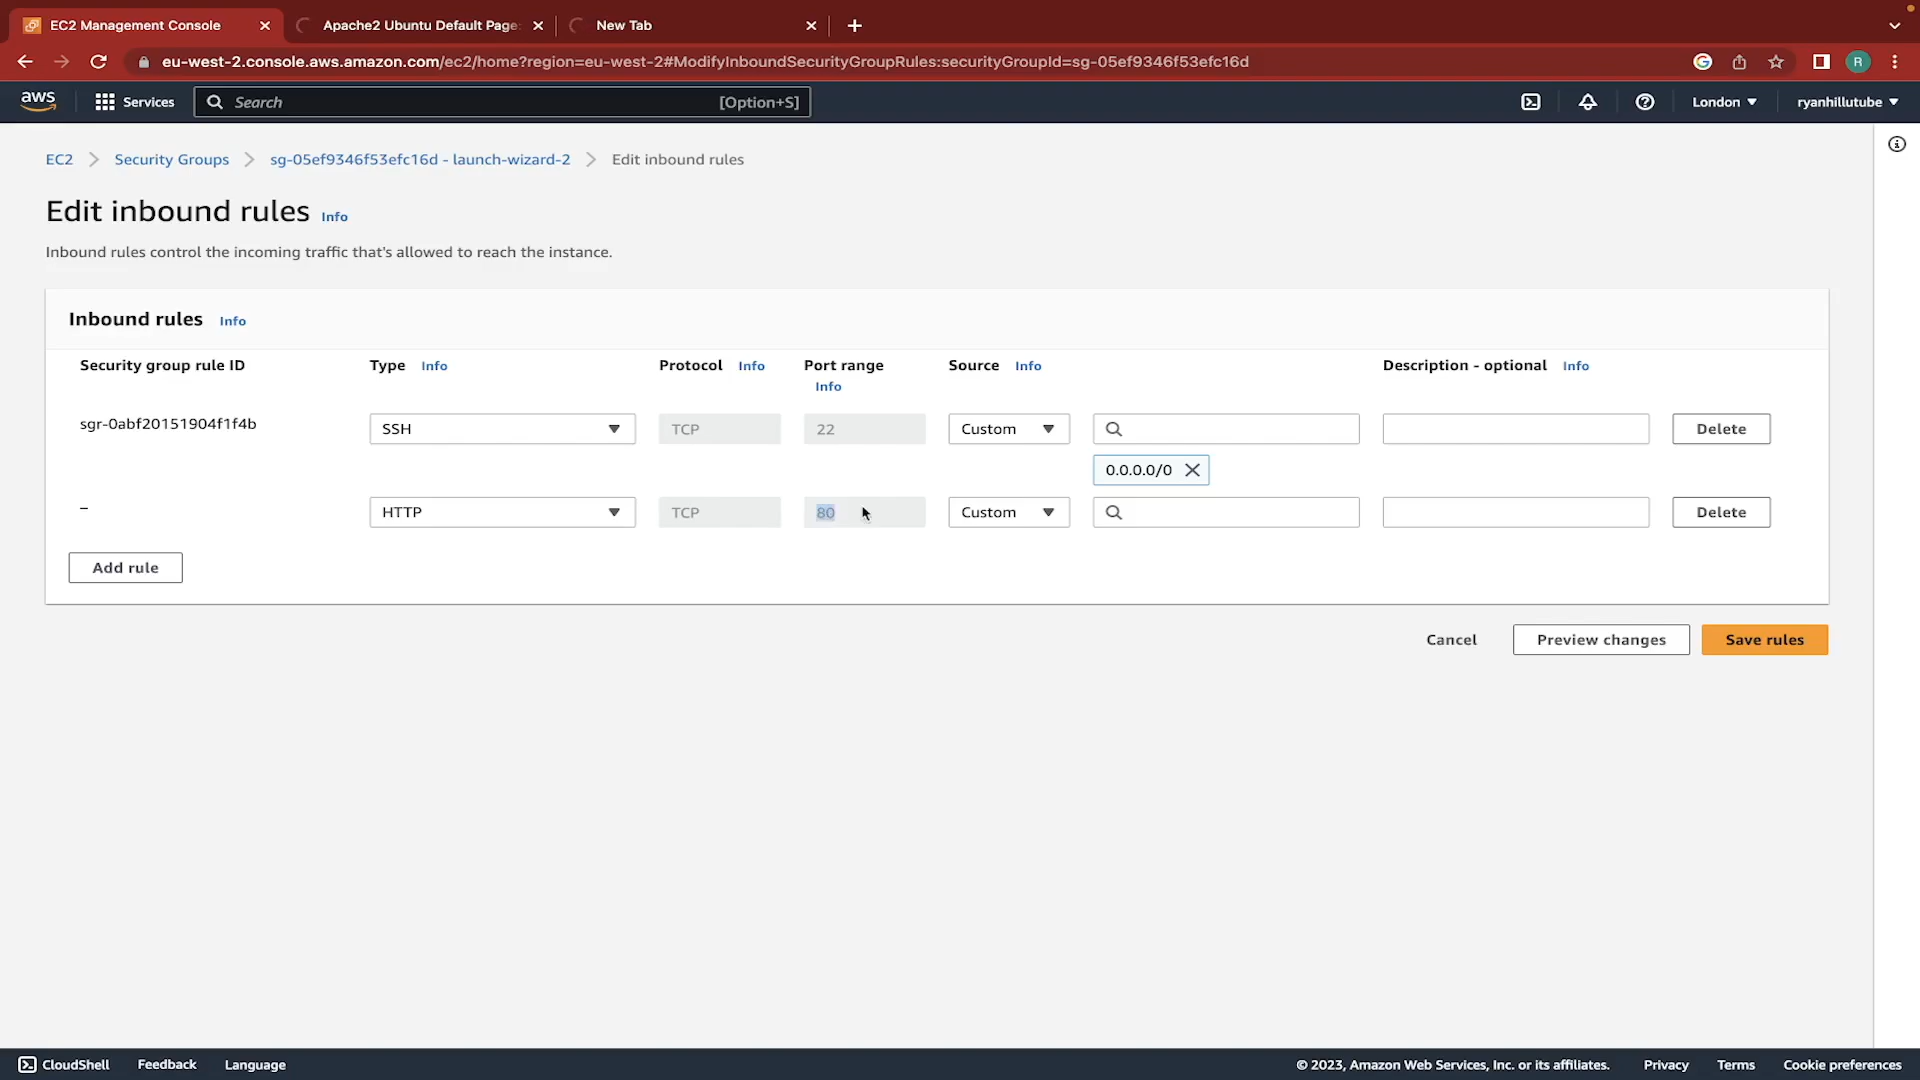 EC2 Management Console
Apache2 Ubuntu Default Page:
New Tab
eu-west-2.console.aws.amazon.com/ec2/home?region=eu-west-2#ModifyInboundSecurityGroupRules:securityGroupId=sg-05ef9346f53efc16d
R
aws
Services
Search
[Option+S]
London
ryanhillutube
EC2
Security Groups
sg-05ef9346f53efc16d - launch-wizard-2
Edit inbound rules
Edit inbound rules Info
Inbound rules control the incoming traffic that's allowed to reach the instance.
Inbound rules Info
Security group rule ID
Type Info
Protocol Info
Port range
Info
Source Info
Description - optional Info
sgr-0abf20151904f1f4b
SSH
TCP
22
Custom
Delete
0.0.0.0/0
–
HTTP
TCP
80
Custom
Delete
Add rule
Cancel
Preview changes
Save rules
CloudShell
Feedback
Language
© 2023, Amazon Web Services, Inc. or its affiliates.
Privacy
Terms
Cookie preferences